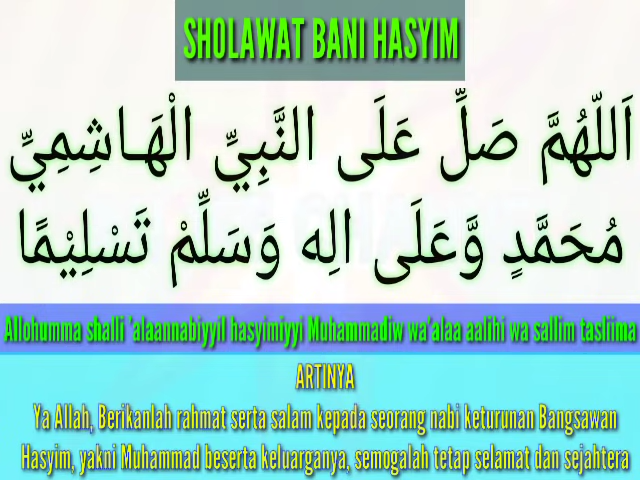 SHOLAWAT BANI HASYIM
اَللّهُمَّ صَلِّ عَلَى النَّبِيِّ الْهَـاشِمِيِّ
مُحَمَّدٍ وَّعَلَى الِه وَسَلِّمْ تَسْلِيْمًا
Allohumma shalli 'alaannabiyyil hasyimiyyi Muhammadiw wa'alaa aalihi wa sallim tasliima
ARTINYA
Ya Allah, Berikanlah rahmat serta salam kepada seorang nabi keturunan Bangsawan
Hasyim, yakni Muhammad beserta keluarganya, semogalah tetap selamat dan sejahtera